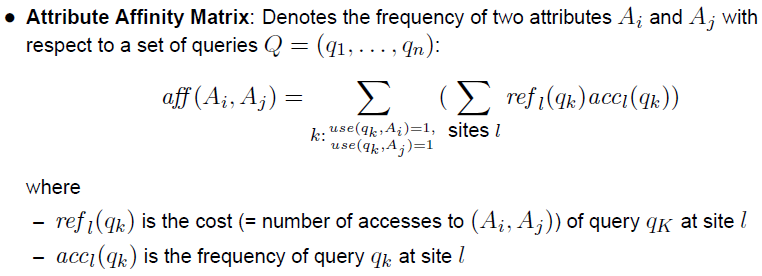 • Attribute Affinity Matrix: Denotes the frequency of two attributes A_i and A_j with
respect to a set of queries Q = (q_1, . . . , q_n):
aff(A_i, A_j) = ∑_{k: use(q_k,A_i)=1, use(q_k,A_j)=1} ( ∑_{sites l} ref_l(q_k)acc_l(q_k))
where
– ref_l(q_k) is the cost (= number of accesses to (A_i, A_j)) of query q_K at site l
– acc_l(q_k) is the frequency of query q_k at site l